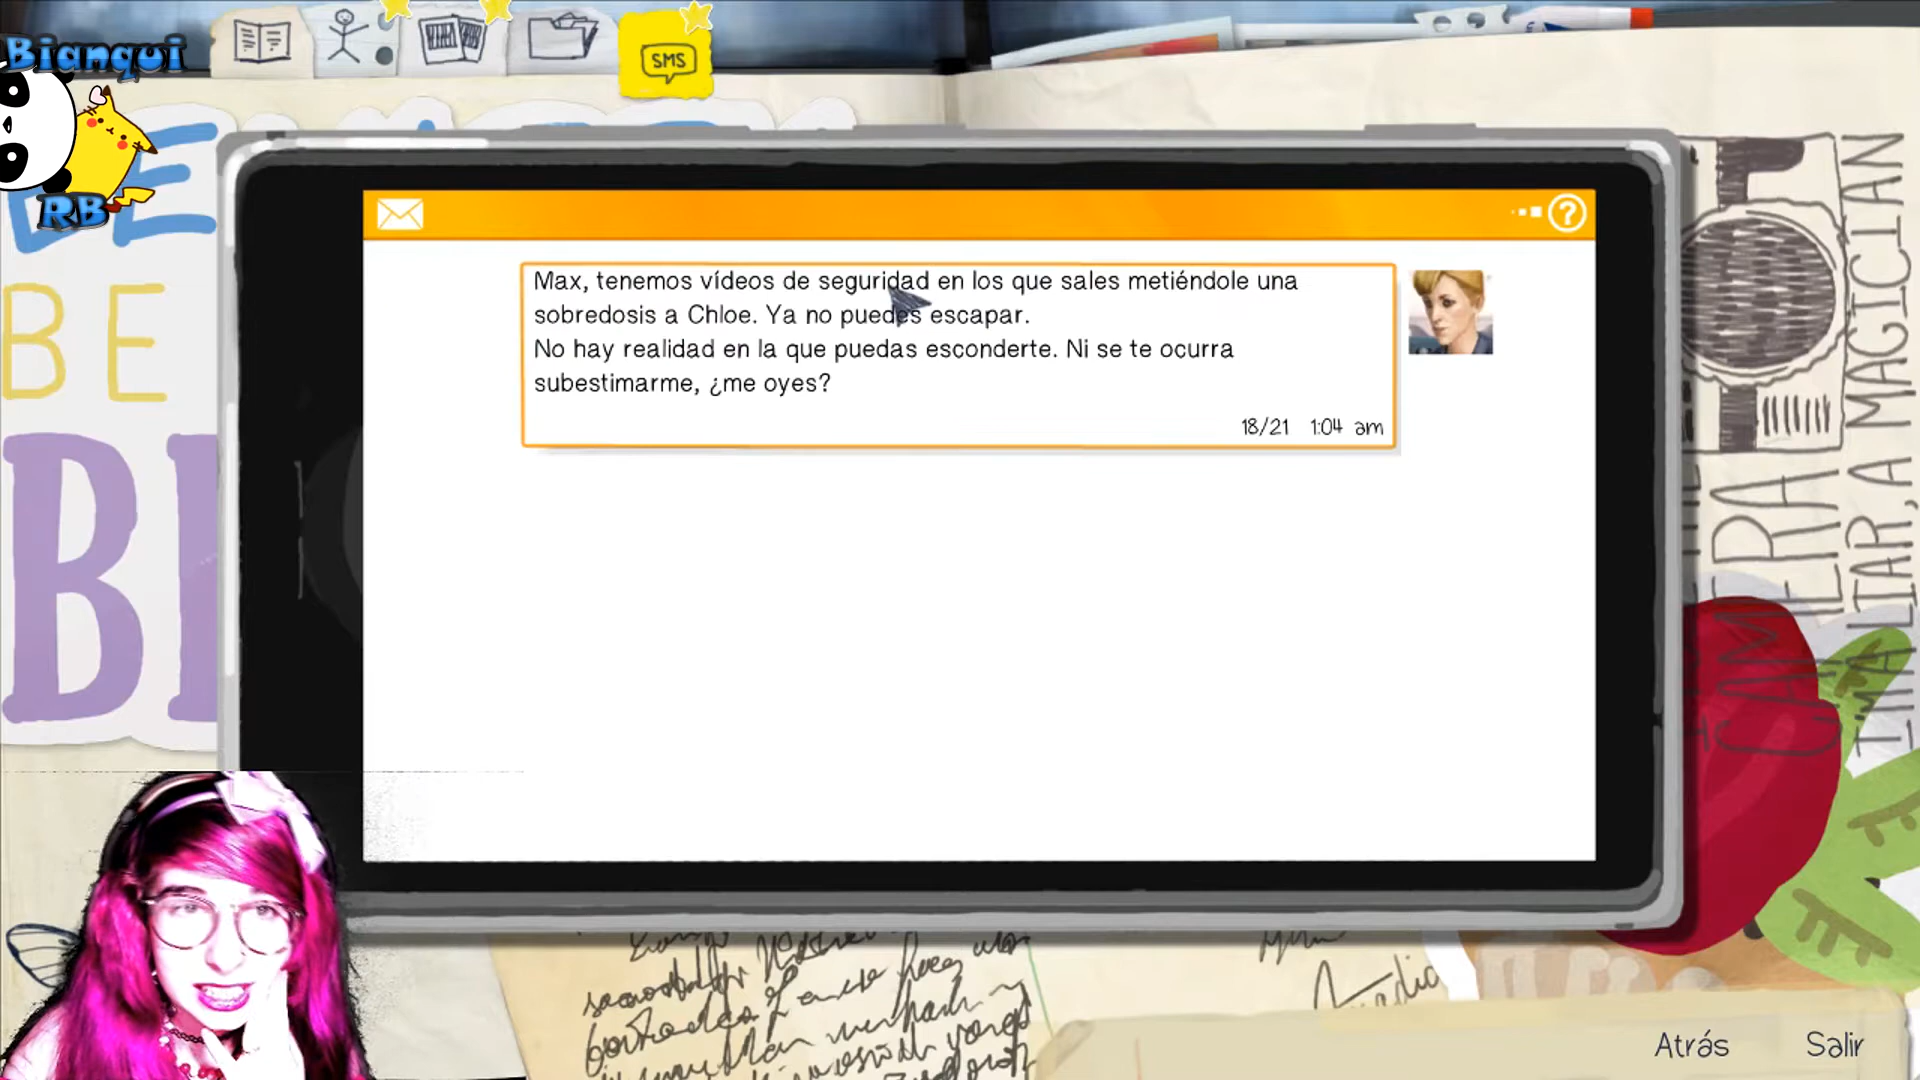 Bianqui
RB
SMS
BE
BE
Max, tenemos vídeos de seguridad en los que sales metiéndole una
sobredosis a Chloe. Ya no puedes escapar.
No hay realidad en la que puedas esconderte. Ni se te ocurra
subestimarme, ¿me oyes?
18/21 1:04 am
CAMERA
LIAR, A MAGICIAN
Atrás
Salir